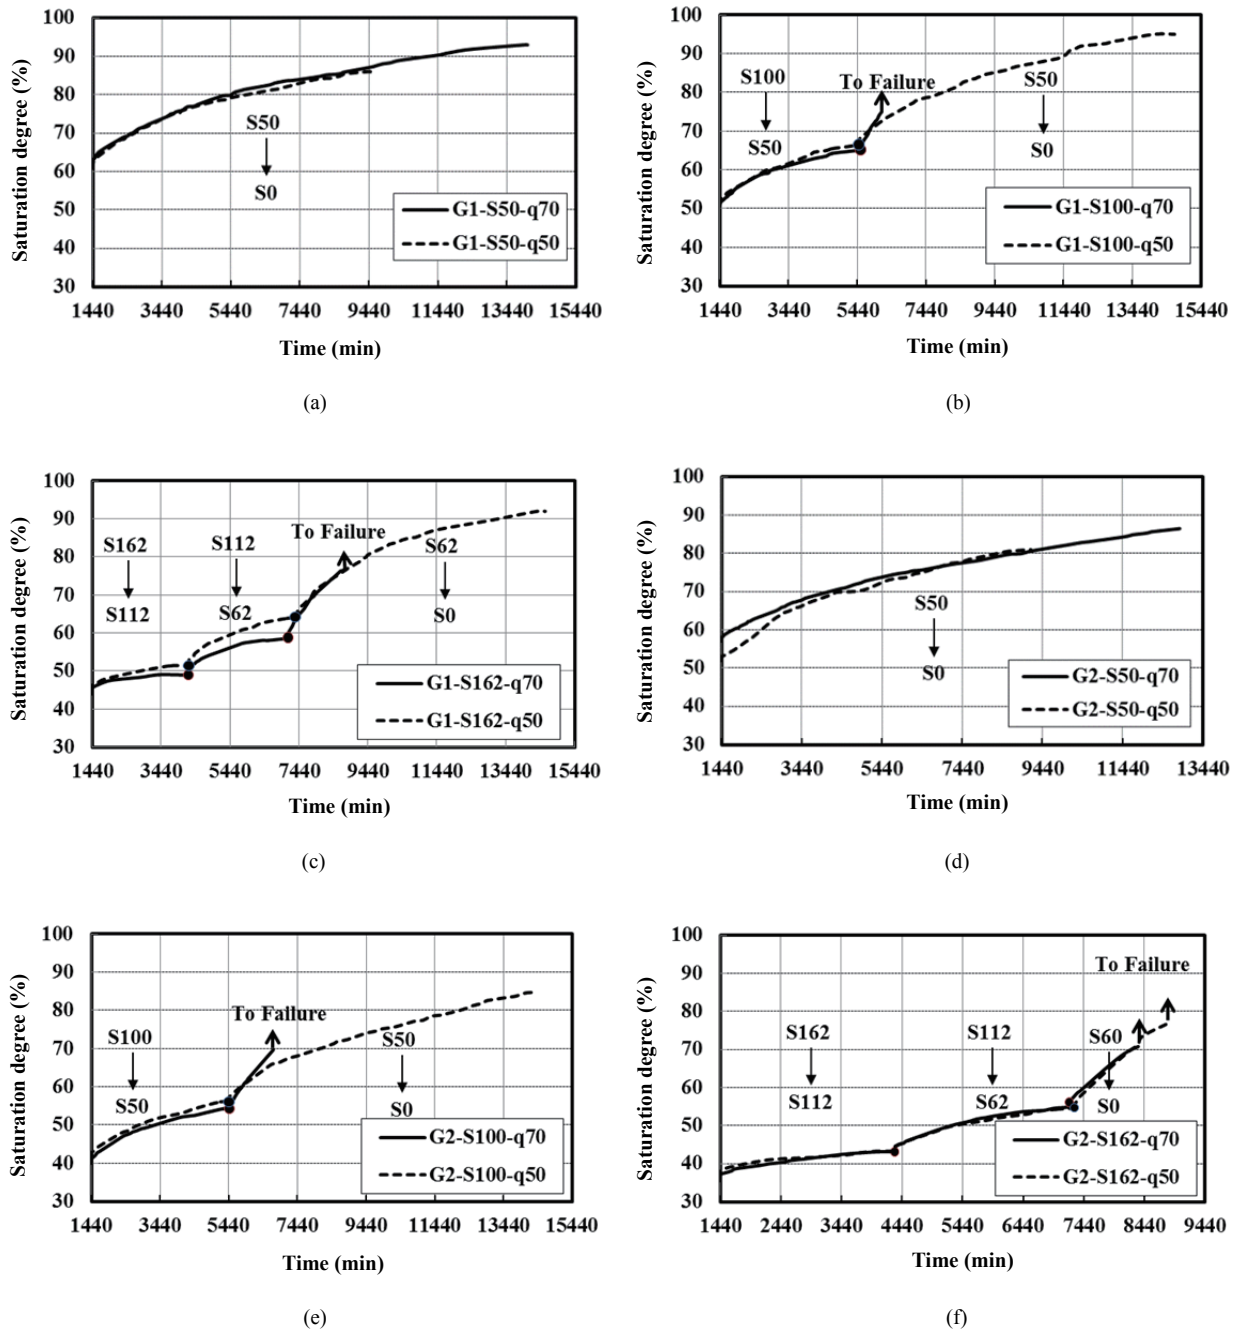 100
90
80
70
60
50
40
30
Saturation degree (%)
S50
S0
G1-S50-q70
G1-S50-q50
1440 3440 5440 7440 9440 11440 13440 15440
Time (min)
(a)
100
90
80
70
60
50
40
30
Saturation degree (%)
S100
S50
To Failure
S50
S0
G1-S100-q70
G1-S100-q50
1440 3440 5440 7440 9440 11440 13440 15440
Time (min)
(b)
100
90
80
70
60
50
40
30
Saturation degree (%)
S162
S112
S112
S62
To Failure
S62
S0
G1-S162-q70
G1-S162-q50
1440 3440 5440 7440 9440 11440 13440 15440
Time (min)
(c)
100
90
80
70
60
50
40
30
Saturation degree (%)
S50
S0
G2-S50-q70
G2-S50-q50
1440 3440 5440 7440 9440 11440 13440
Time (min)
(d)
100
90
80
70
60
50
40
30
Saturation degree (%)
S100
S50
To Failure
S50
S0
G2-S100-q70
G2-S100-q50
1440 3440 5440 7440 9440 11440 13440 15440
Time (min)
(e)
100
90
80
70
60
50
40
30
Saturation degree (%)
To Failure
S162
S112
S112
S62
S60
S0
G2-S162-q70
G2-S162-q50
1440 2440 3440 4440 5440 6440 7440 8440 9440
Time (min)
(f)